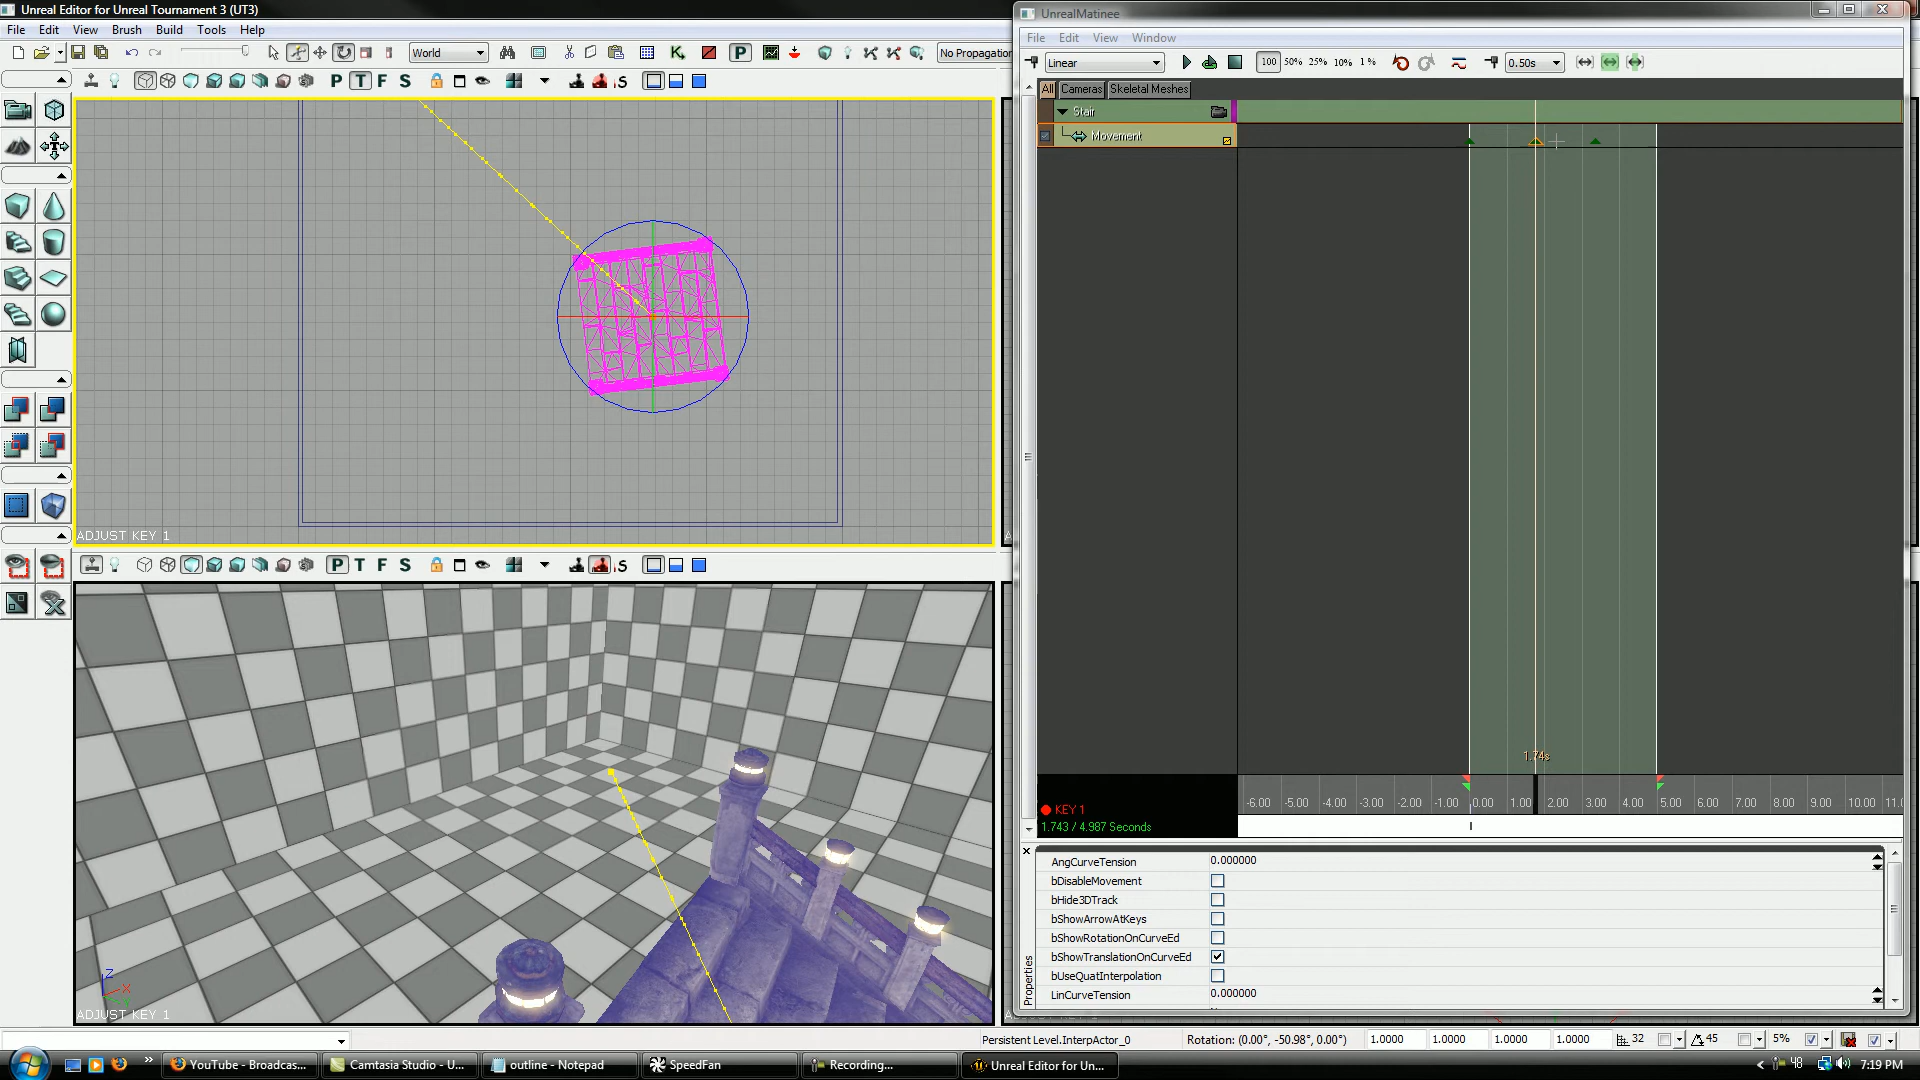 Unreal Editor for Unreal Tournament 3 (UT3)
File Edit View Brush Build Tools Help
World
No Propagation
P T F S
ADJUST KEY 1
P T F S
Z
X
Y
ADJUST KEY 1
UnrealMatinee
File Edit View Window
Linear
100 50% 25% 10% 1 %
0.50s
All Cameras Skeletal Meshes
Stair
Movement
1.74s
-6.00 -5.00 -4.00 -3.00 -2.00 -1.00 0.00 1.00 2.00 3.00 4.00 5.00 6.00 7.00 8.00 9.00 10.00 11.0
KEY 1
1.743 / 4.987 Seconds
Properties
AngCurveTension 0.000000
bDisableMovement
bHide3DTrack
bShowArrowAtKeys
bShowRotationOnCurveEd
bShowTranslationOnCurveEd
bUseQuatInterpolation
LinCurveTension 0.000000
Persistent Level.InterpActor_0 Rotation: (0.00°, -50.98°, 0.00°) 1.0000 1.0000 1.0000 1.0000 32 45 5%
YouTube - Broadcas... Camtasia Studio - U... outline - Notepad SpeedFan Recording... Unreal Editor for Un... 48 7:19 PM